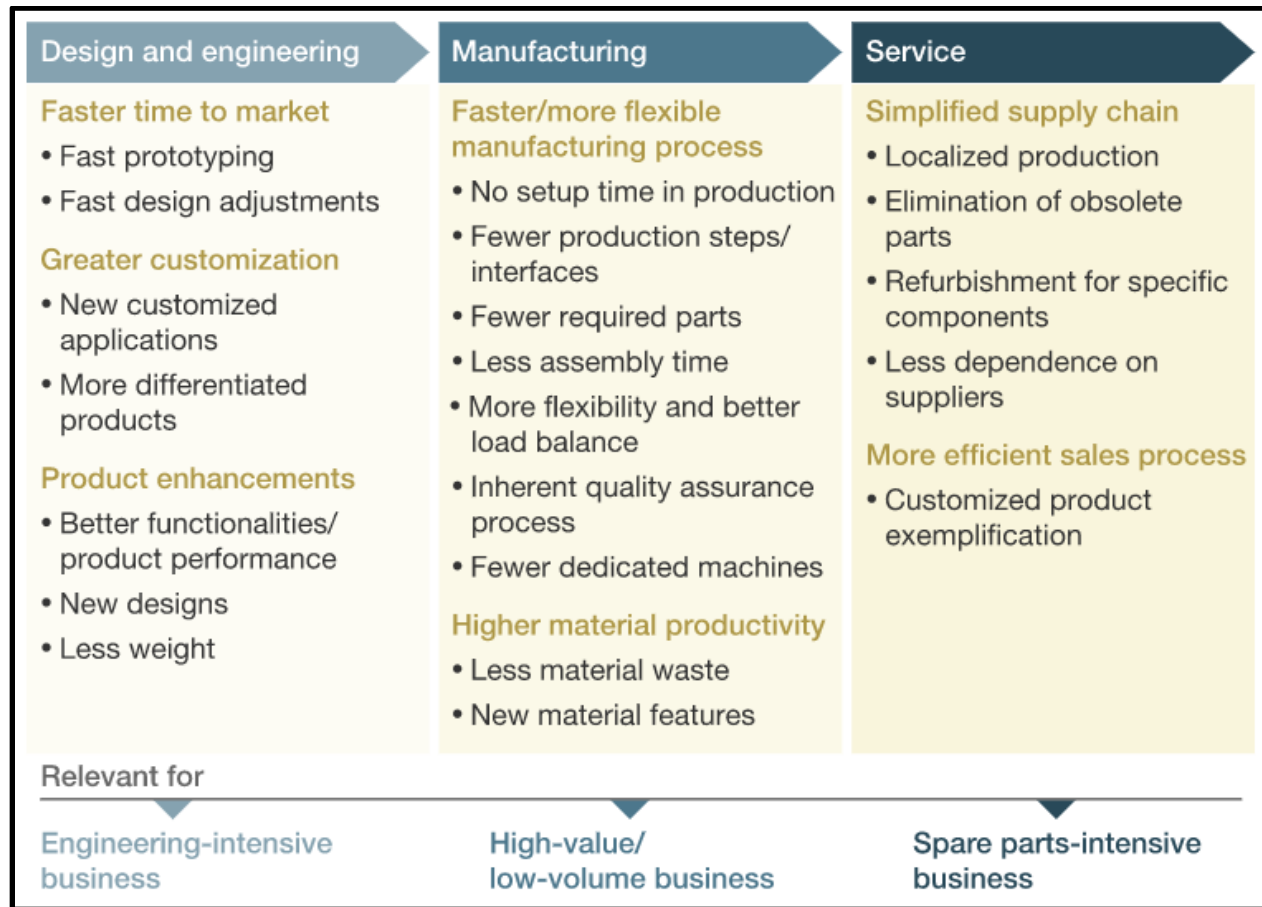 Design and engineering
Faster time to market
• Fast prototyping
• Fast design adjustments
Greater customization
• New customized
applications
• More differentiated
products
Product enhancements
• Better functionalities/
product performance
• New designs
• Less weight
Manufacturing
Faster/more flexible
manufacturing process
• No setup time in production
• Fewer production steps/
interfaces
• Fewer required parts
• Less assembly time
• More flexibility and better
load balance
• Inherent quality assurance
process
• Fewer dedicated machines
Higher material productivity
• Less material waste
• New material features
Service
Simplified supply chain
• Localized production
• Elimination of obsolete
parts
• Refurbishment for specific
components
• Less dependence on
suppliers
More efficient sales process
• Customized product
exemplification
Relevant for
Engineering-intensive
business
High-value/
low-volume business
Spare parts-intensive
business